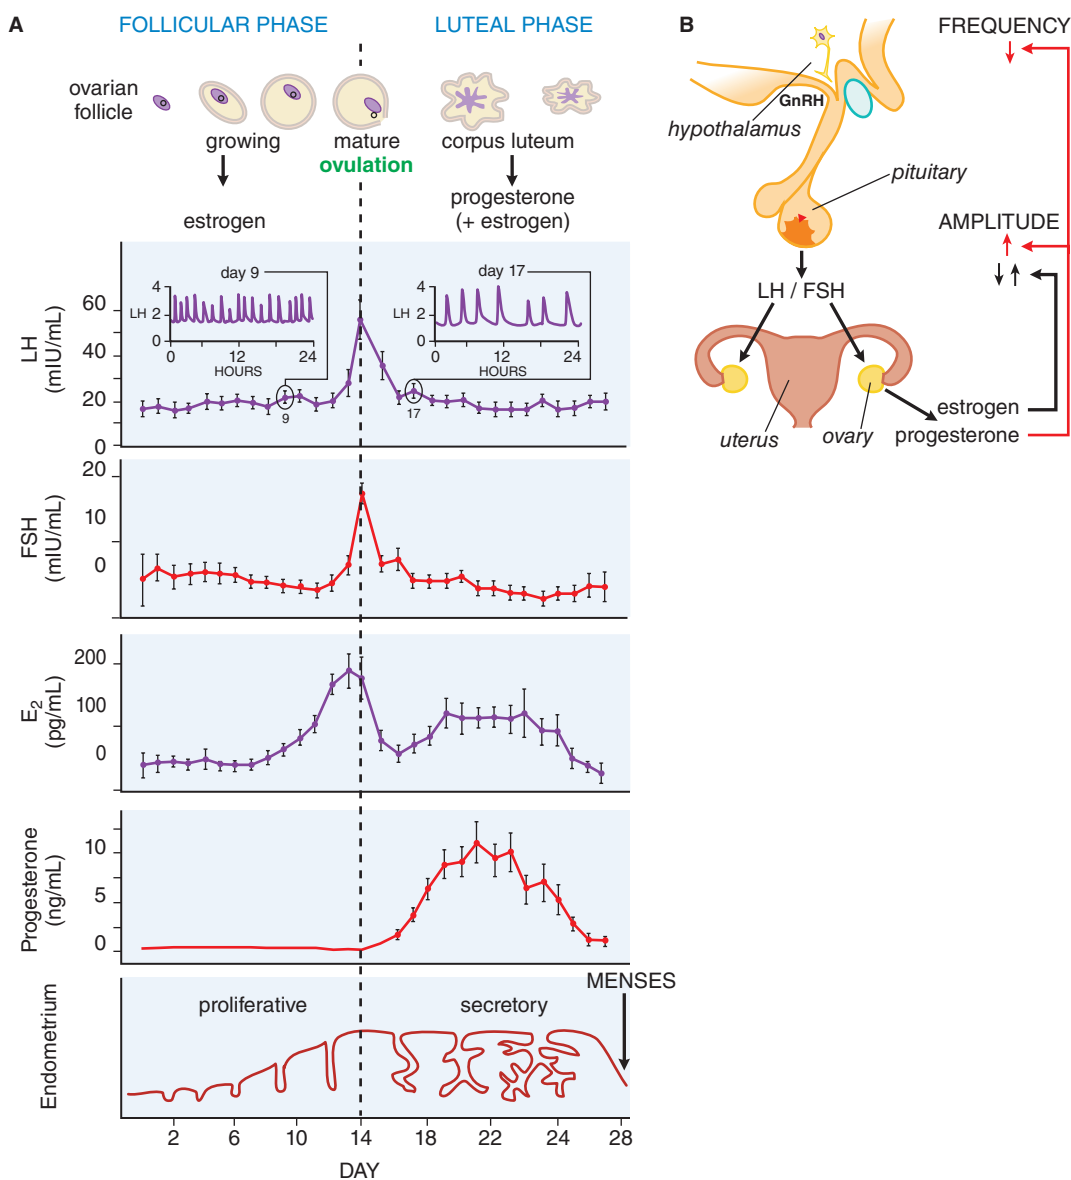 A
FOLLICULAR PHASE
LUTEAL PHASE
ovarian
follicle
growing
mature
ovulation
corpus luteum
estrogen
progesterone
(+ estrogen)
LH
(mIU/mL)
60
40
20
0
day 9
LH
4
2
0
0
12
24
HOURS
day 17
LH
4
2
0
0
12
24
HOURS
9
17
FSH
(mIU/mL)
20
10
0
E2
(pg/mL)
200
100
0
Progesterone
(ng/mL)
10
5
0
Endometrium
proliferative
secretory
MENSES
2
6
10
14
18
22
24
28
DAY
B
FREQUENCY
GnRH
hypothalamus
pituitary
AMPLITUDE
LH / FSH
estrogen
progesterone
uterus
ovary